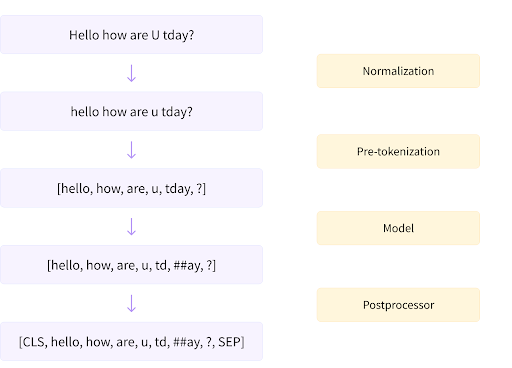 Hello how are U tday?
Normalization
hello how are u tday?
Pre-tokenization
[hello, how, are, u, tday, ?]
Model
[hello, how, are, u, td, ##ay, ?]
Postprocessor
[CLS, hello, how, are, u, td, ##ay, ?, SEP]